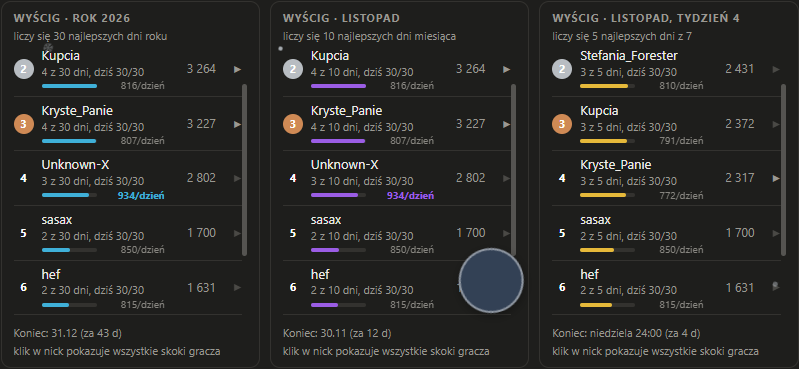 WYŚCIG · ROK 2026
liczy się 30 najlepszych dni roku
2 Kupcia
4 z 30 dni, dziś 30/30 3 264
816/dzień
3 Kryste_Panie
4 z 30 dni, dziś 30/30 3 227
807/dzień
4 Unknown-X
3 z 30 dni, dziś 30/30 2 802
934/dzień
5 sasax
2 z 30 dni, dziś 30/30 1 700
850/dzień
6 hef
2 z 30 dni, dziś 30/30 1 631
815/dzień
Koniec: 31.12 (za 43 d)
klik w nick pokazuje wszystkie skoki gracza
WYŚCIG · LISTOPAD
liczy się 10 najlepszych dni miesiąca
2 Kupcia
4 z 10 dni, dziś 30/30 3 264
816/dzień
3 Kryste_Panie
4 z 10 dni, dziś 30/30 3 227
807/dzień
4 Unknown-X
3 z 10 dni, dziś 30/30 2 802
934/dzień
5 sasax
2 z 10 dni, dziś 30/30 1 700
850/dzień
6 hef
2 z 10 dni, dziś 30/30
815/dzień
Koniec: 30.11 (za 12 d)
klik w nick pokazuje wszystkie skoki gracza
WYŚCIG · LISTOPAD, TYDZIEŃ 4
liczy się 5 najlepszych dni z 7
2 Stefania_Forester
3 z 5 dni, dziś 30/30 2 431
810/dzień
3 Kupcia
3 z 5 dni, dziś 30/30 2 372
791/dzień
4 Kryste_Panie
3 z 5 dni, dziś 30/30 2 317
772/dzień
5 sasax
2 z 5 dni, dziś 30/30 1 700
850/dzień
6 hef
2 z 5 dni, dziś 30/30 1 631
815/dzień
Koniec: niedziela 24:00 (za 4 d)
klik w nick pokazuje wszystkie skoki gracza